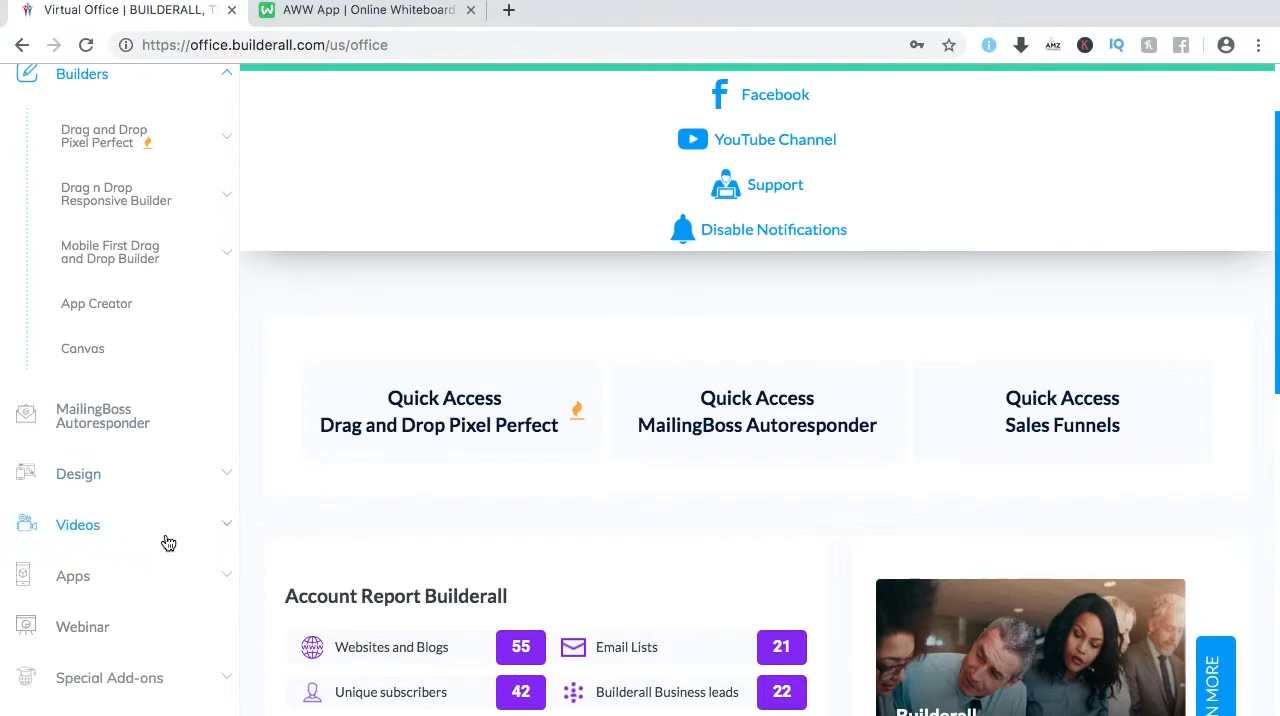 Virtual Office | BUILDERALL, T
AWW App | Online Whiteboard
https://office.builderall.com/us/office
AMZ
K
IQ
Builders
Drag and Drop
Pixel Perfect
Drag n Drop
Responsive Builder
Mobile First Drag
and Drop Builder
App Creator
Canvas
MailingBoss
Autoresponder
Design
Videos
Apps
Webinar
Special Add-ons
Facebook
YouTube Channel
Support
Disable Notifications
Quick Access
Drag and Drop Pixel Perfect
Quick Access
MailingBoss Autoresponder
Quick Access
Sales Funnels
Account Report Builderall
Websites and Blogs 55
Email Lists 21
Unique subscribers 42
Builderall Business leads 22
Builderall
N MORE